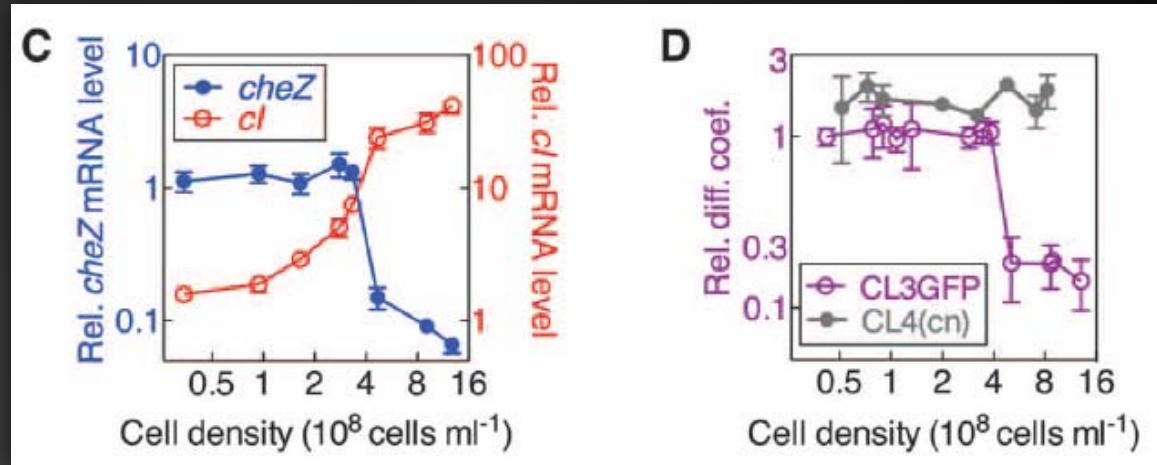 C
Rel. cheZ mRNA level
10
1
0.1
cheZ
cI
100
10
1
Rel. cI mRNA level
0.5 1 2 4 8 16
Cell density (10⁸ cells ml⁻¹)
D
Rel. diff. coef.
3
1
0.3
0.1
CL3GFP
CL4(cn)
0.5 1 2 4 8 16
Cell density (10⁸ cells ml⁻¹)